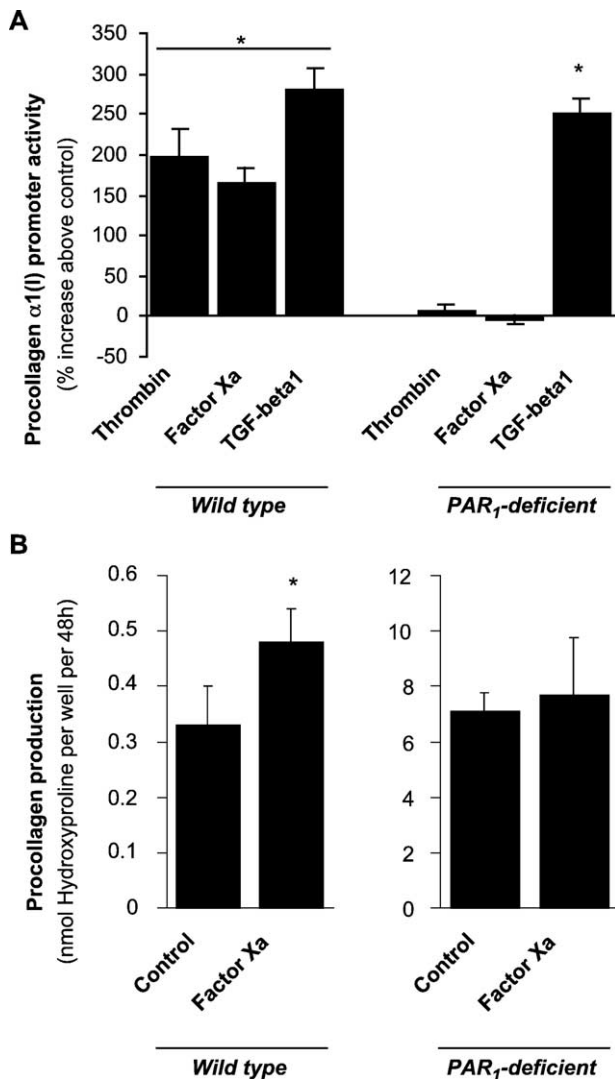 A
Procollagen α1(I) promoter activity
(% increase above control)
350
300
250
200
150
100
50
0
-50
*
*
Thrombin
Factor Xa
TGF-beta1
Thrombin
Factor Xa
TGF-beta1
Wild type
PAR₁-deficient
B
Procollagen production
(nmol Hydroxyproline per well per 48h)
0.6
0.5
0.4
0.3
0.2
0.1
0
*
Control
Factor Xa
Wild type
12
10
8
6
4
2
0
Control
Factor Xa
PAR₁-deficient